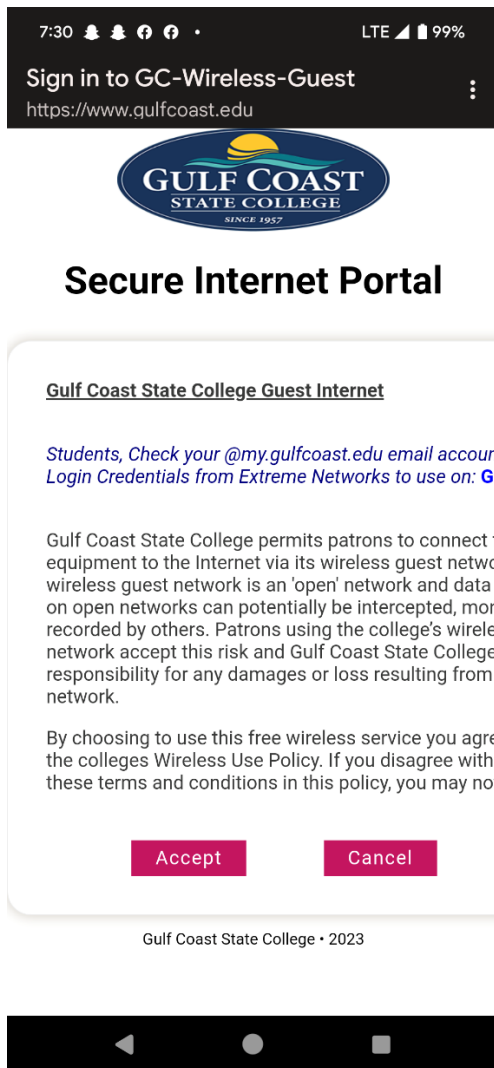 7:30 LTE 99%
Sign in to GC-Wireless-Guest
https://www.gulfcoast.edu
GULF COAST
STATE COLLEGE
SINCE 1957
Secure Internet Portal
Gulf Coast State College Guest Internet
Students, Check your @my.gulfcoast.edu email accoun
Login Credentials from Extreme Networks to use on: G
Gulf Coast State College permits patrons to connect t
equipment to the Internet via its wireless guest netwo
wireless guest network is an 'open' network and data
on open networks can potentially be intercepted, mon
recorded by others. Patrons using the college’s wirele
network accept this risk and Gulf Coast State College
responsibility for any damages or loss resulting from
network.
By choosing to use this free wireless service you agre
the colleges Wireless Use Policy. If you disagree with
these terms and conditions in this policy, you may no
Accept Cancel
Gulf Coast State College • 2023